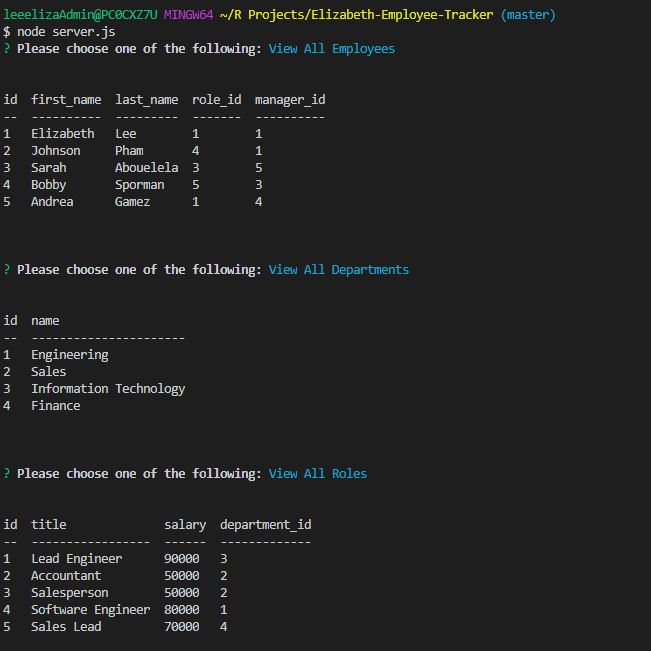 leeelizaAdmin@PC0CXZ7U MINGW64 ~/R Projects/Elizabeth-Employee-Tracker (master)
$ node server.js
? Please choose one of the following: View All Employees
id  first_name  last_name  role_id  manager_id
--  ----------  ---------  -------  ----------
1   Elizabeth   Lee        1        1
2   Johnson     Pham       4        1
3   Sarah       Abouelela  3        5
4   Bobby       Sporman    5        3
5   Andrea      Gamez      1        4
? Please choose one of the following: View All Departments
id  name
--  ----------------------
1   Engineering
2   Sales
3   Information Technology
4   Finance
? Please choose one of the following: View All Roles
id  title              salary  department_id
--  -----------------  ------  -------------
1   Lead Engineer      90000   3
2   Accountant         50000   2
3   Salesperson        50000   2
4   Software Engineer  80000   1
5   Sales Lead         70000   4